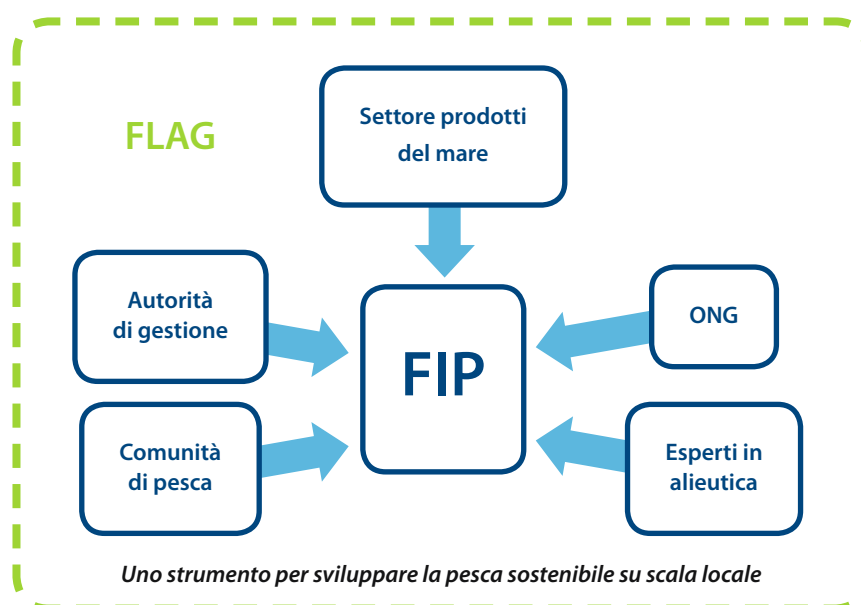 FLAG
Settore prodotti
del mare
Autorità
di gestione
FIP
ONG
Comunità
di pesca
Esperti in
alieutica
Uno strumento per sviluppare la pesca sostenibile su scala locale